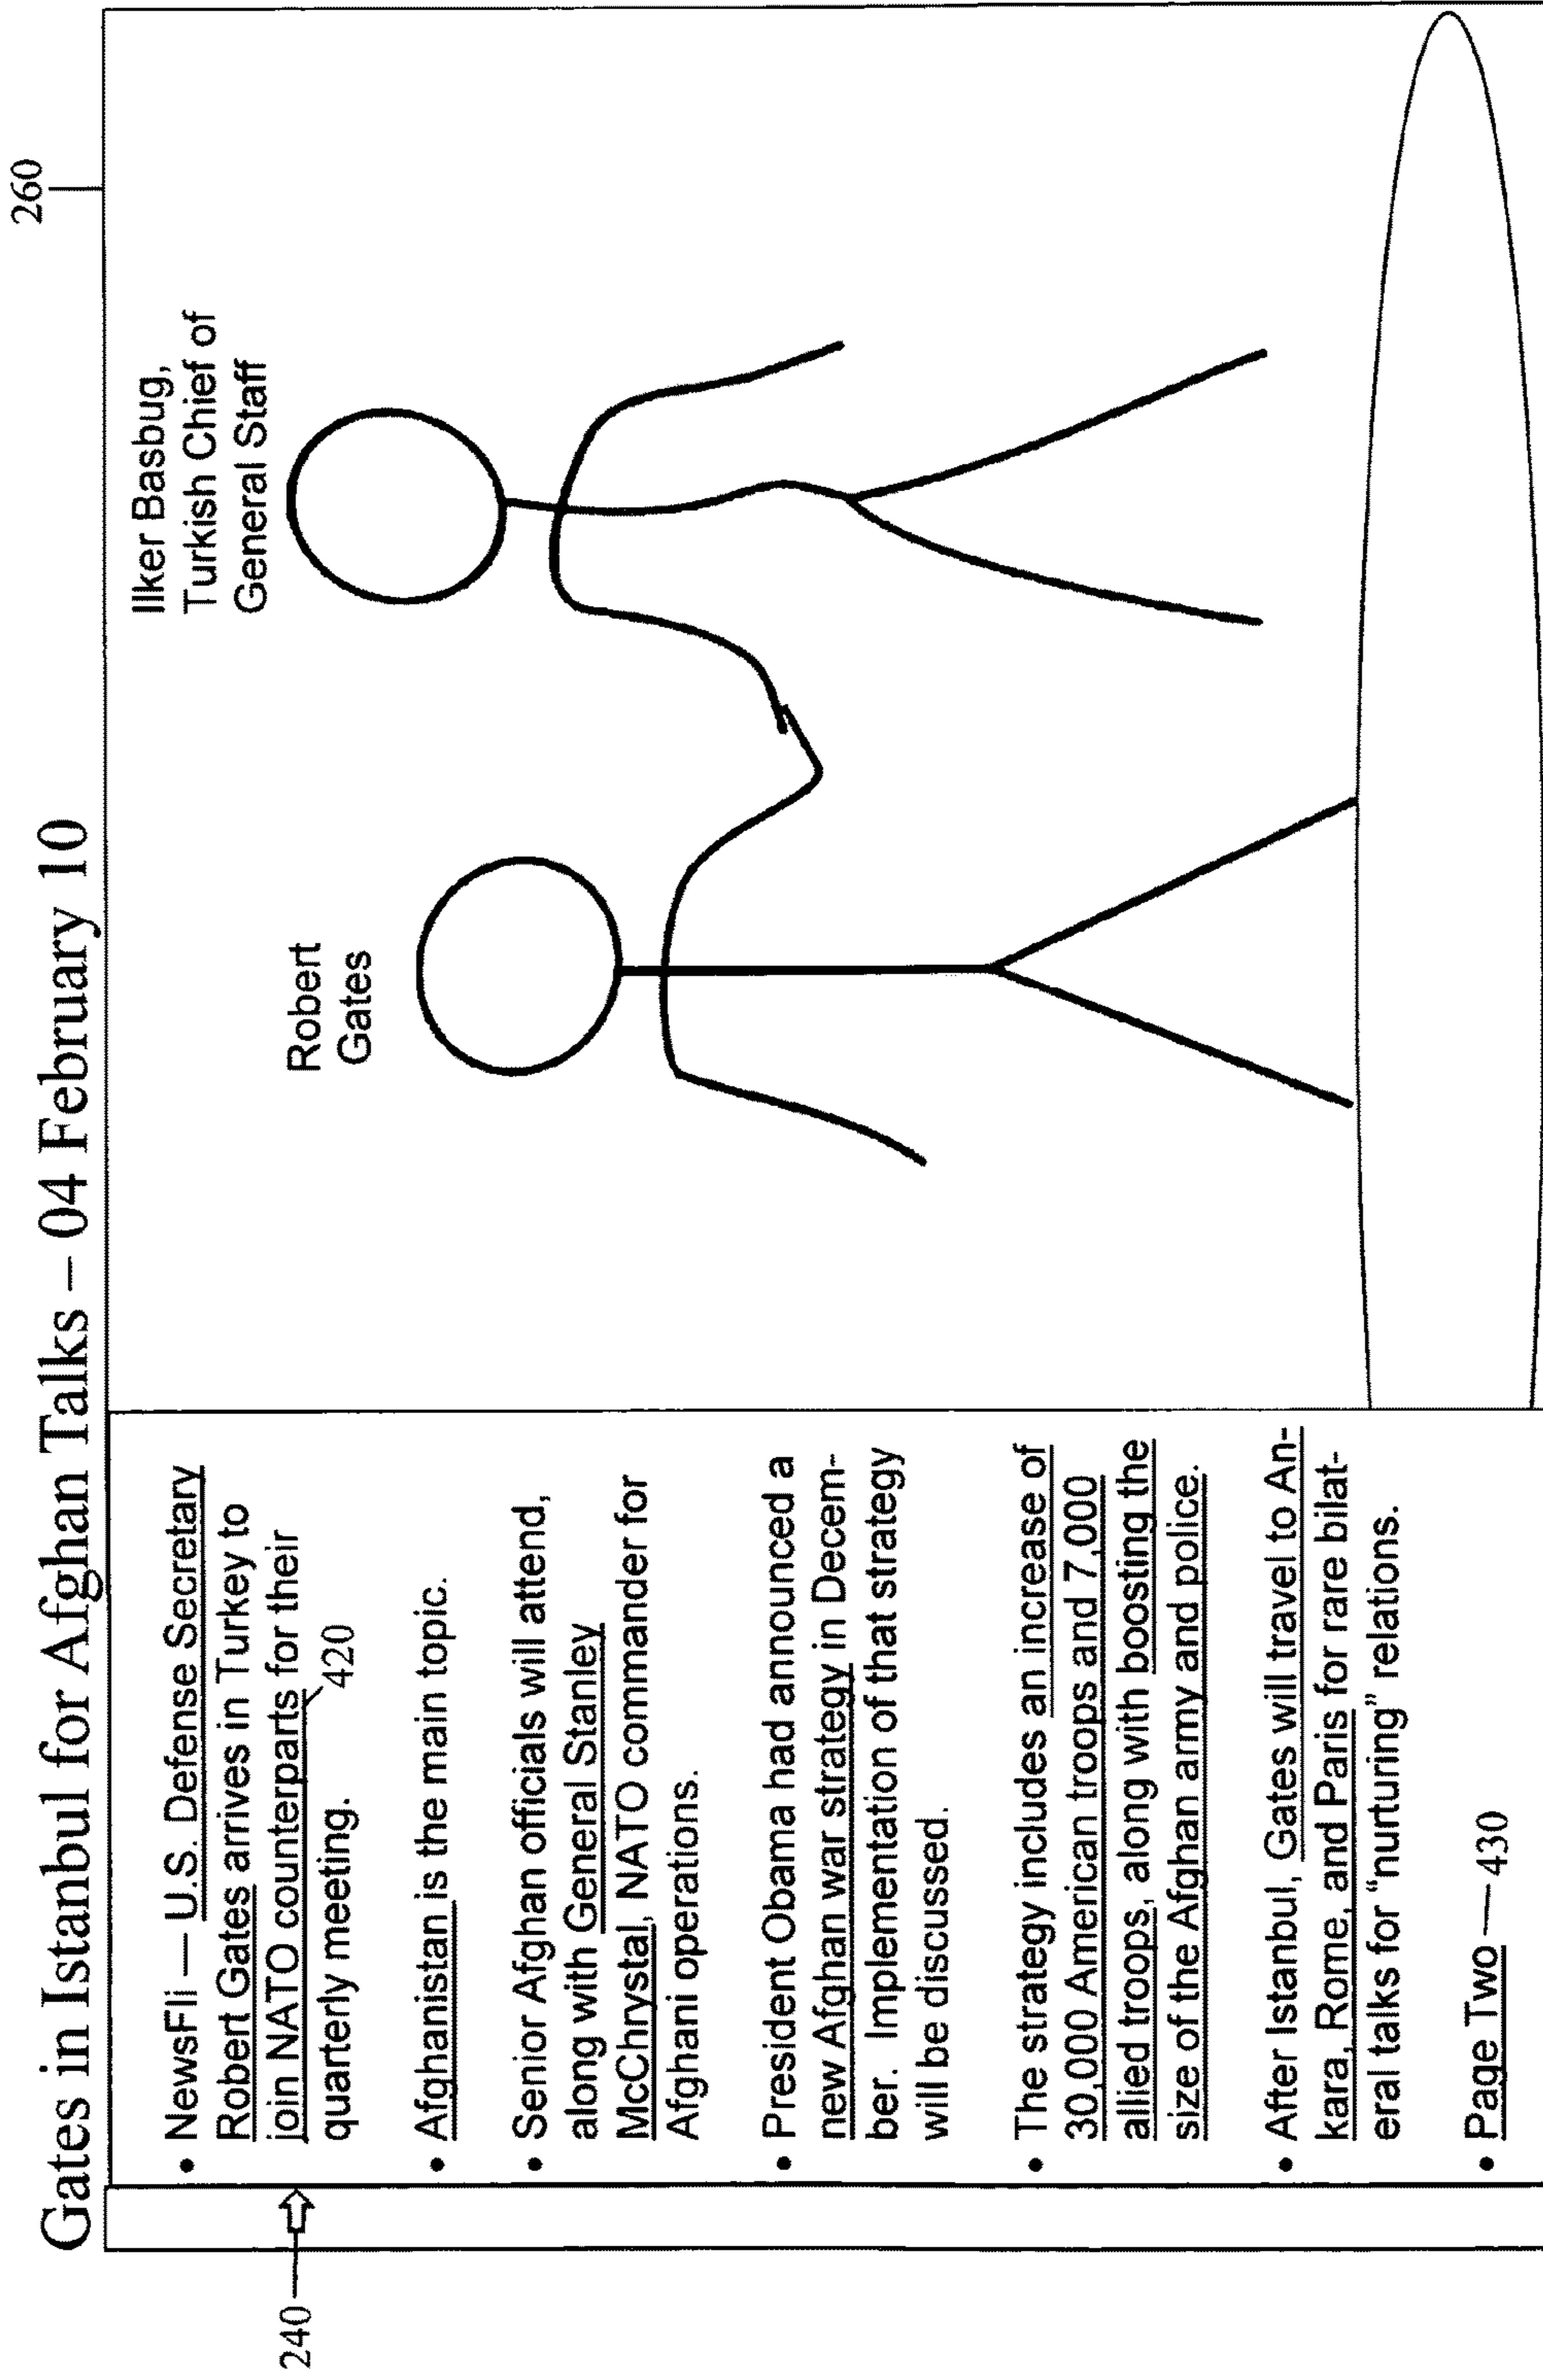 Gates in Istanbul for Afghan Talks – 04 February 10
260
240
• NewsFli — U.S. Defense Secretary
Robert Gates arrives in Turkey to
join NATO counterparts for their
420
quarterly meeting.
• Afghanistan is the main topic.
• Senior Afghan officials will attend,
along with General Stanley
McChrystal, NATO commander for
Afghani operations.
• President Obama had announced a
new Afghan war strategy in Decem-
ber. Implementation of that strategy
will be discussed.
• The strategy includes an increase of
30,000 American troops and 7,000
allied troops, along with boosting the
size of the Afghan army and police.
• After Istanbul, Gates will travel to An-
kara, Rome, and Paris for rare bilat-
eral talks for “nurturing” relations.
• Page Two — 430
Robert
Gates
Ilker Basbug,
Turkish Chief of
General Staff